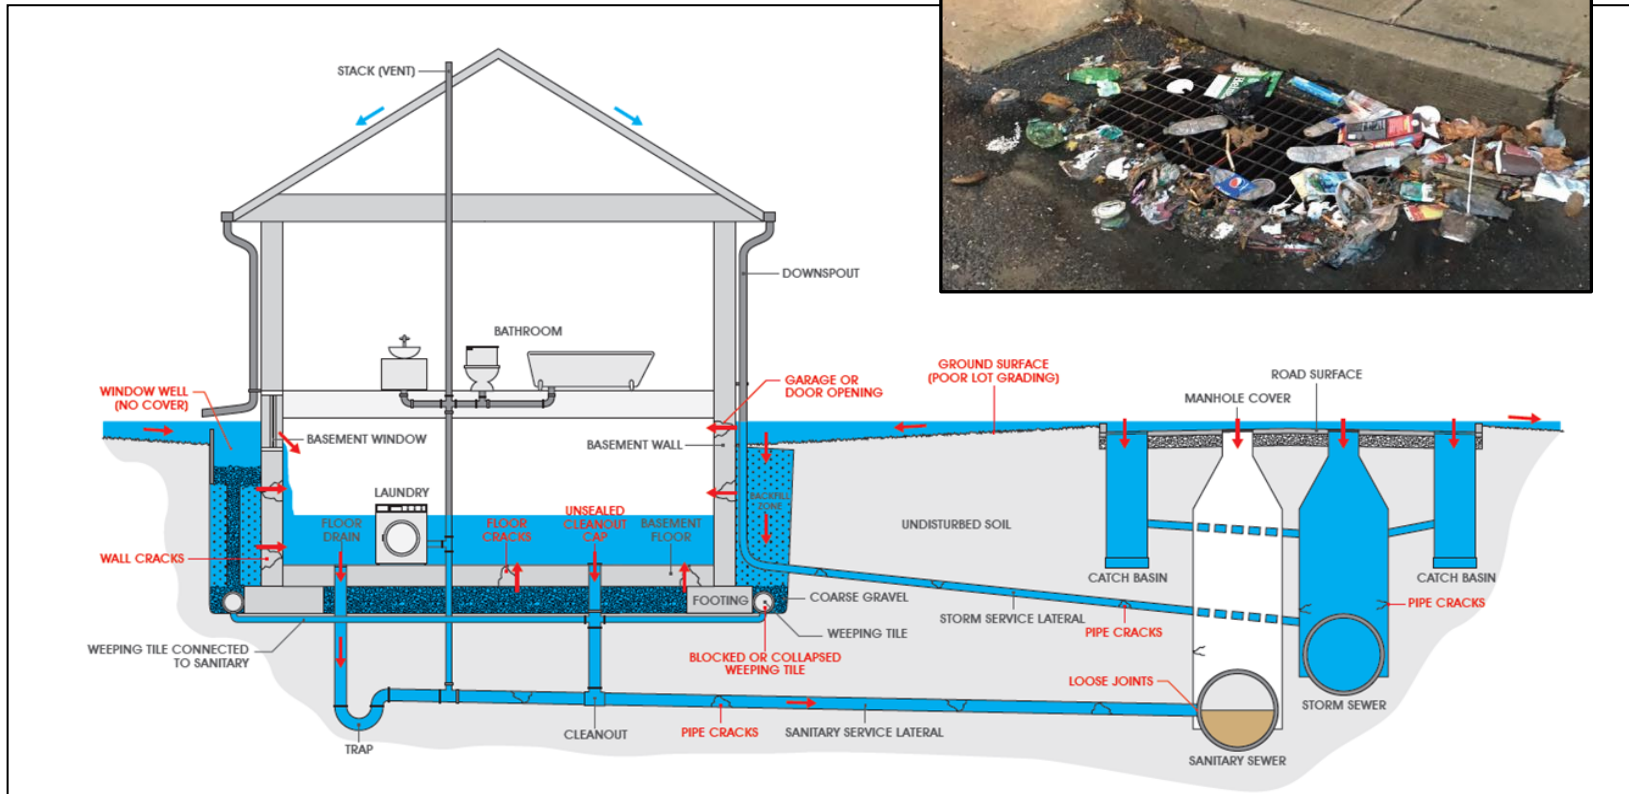 STACK (VENT)
DOWNSPOUT
BATHROOM
WINDOW WELL
(NO COVER)
BASEMENT WINDOW
GARAGE OR
DOOR OPENING
BASEMENT WALL
GROUND SURFACE
(POOR LOT GRADING)
ROAD SURFACE
MANHOLE COVER
LAUNDRY
BACKFILL
ZONE
UNDISTURBED SOIL
FLOOR
DRAIN
FLOOR
CRACKS
UNSEALED
CLEANOUT
CAP
BASEMENT
FLOOR
WALL CRACKS
CATCH BASIN
CATCH BASIN
FOOTING
COARSE GRAVEL
STORM SERVICE LATERAL
PIPE CRACKS
PIPE CRACKS
WEEPING TILE
WEEPING TILE CONNECTED
TO SANITARY
BLOCKED OR COLLAPSED
WEEPING TILE
LOOSE JOINTS
STORM SEWER
TRAP
CLEANOUT
PIPE CRACKS
SANITARY SERVICE LATERAL
SANITARY SEWER